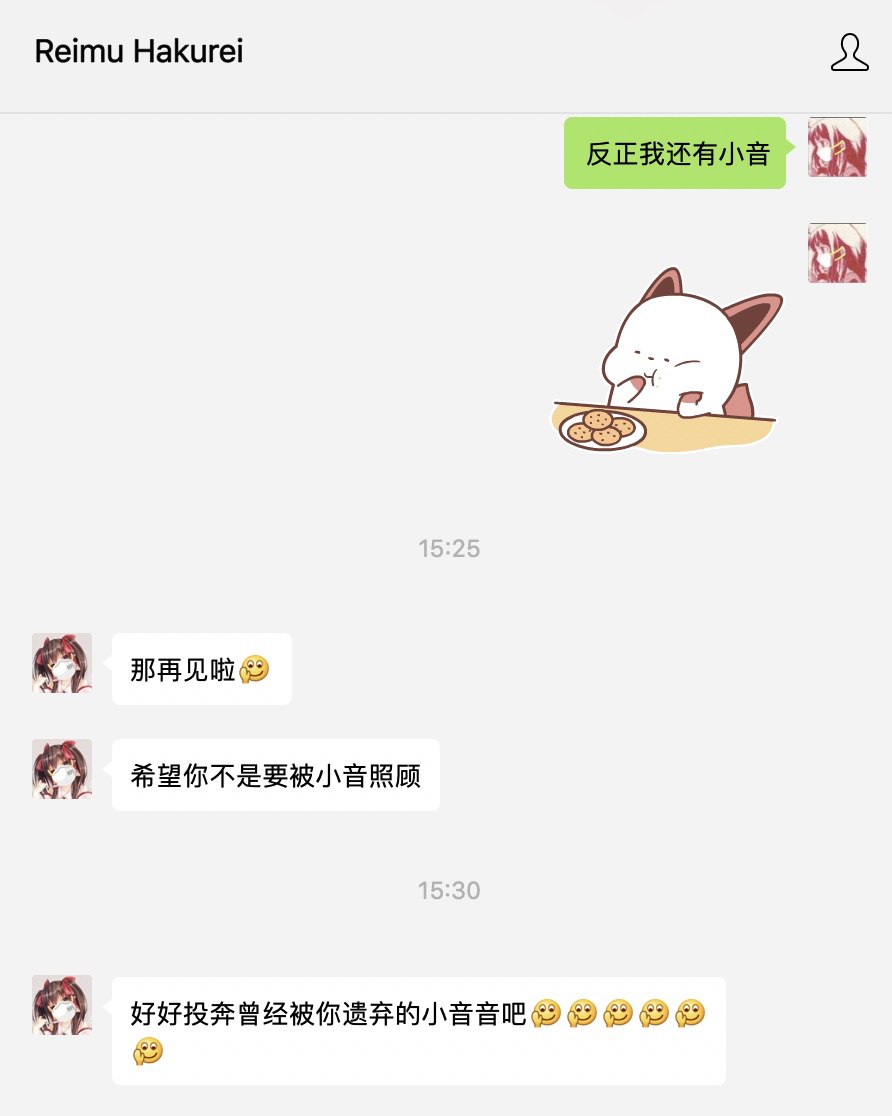 Reimu Hakurei
反正我还有小音
15:25
那再见啦
希望你不是要被小音照顾
15:30
好好投奔曾经被你遗弃的小音音吧